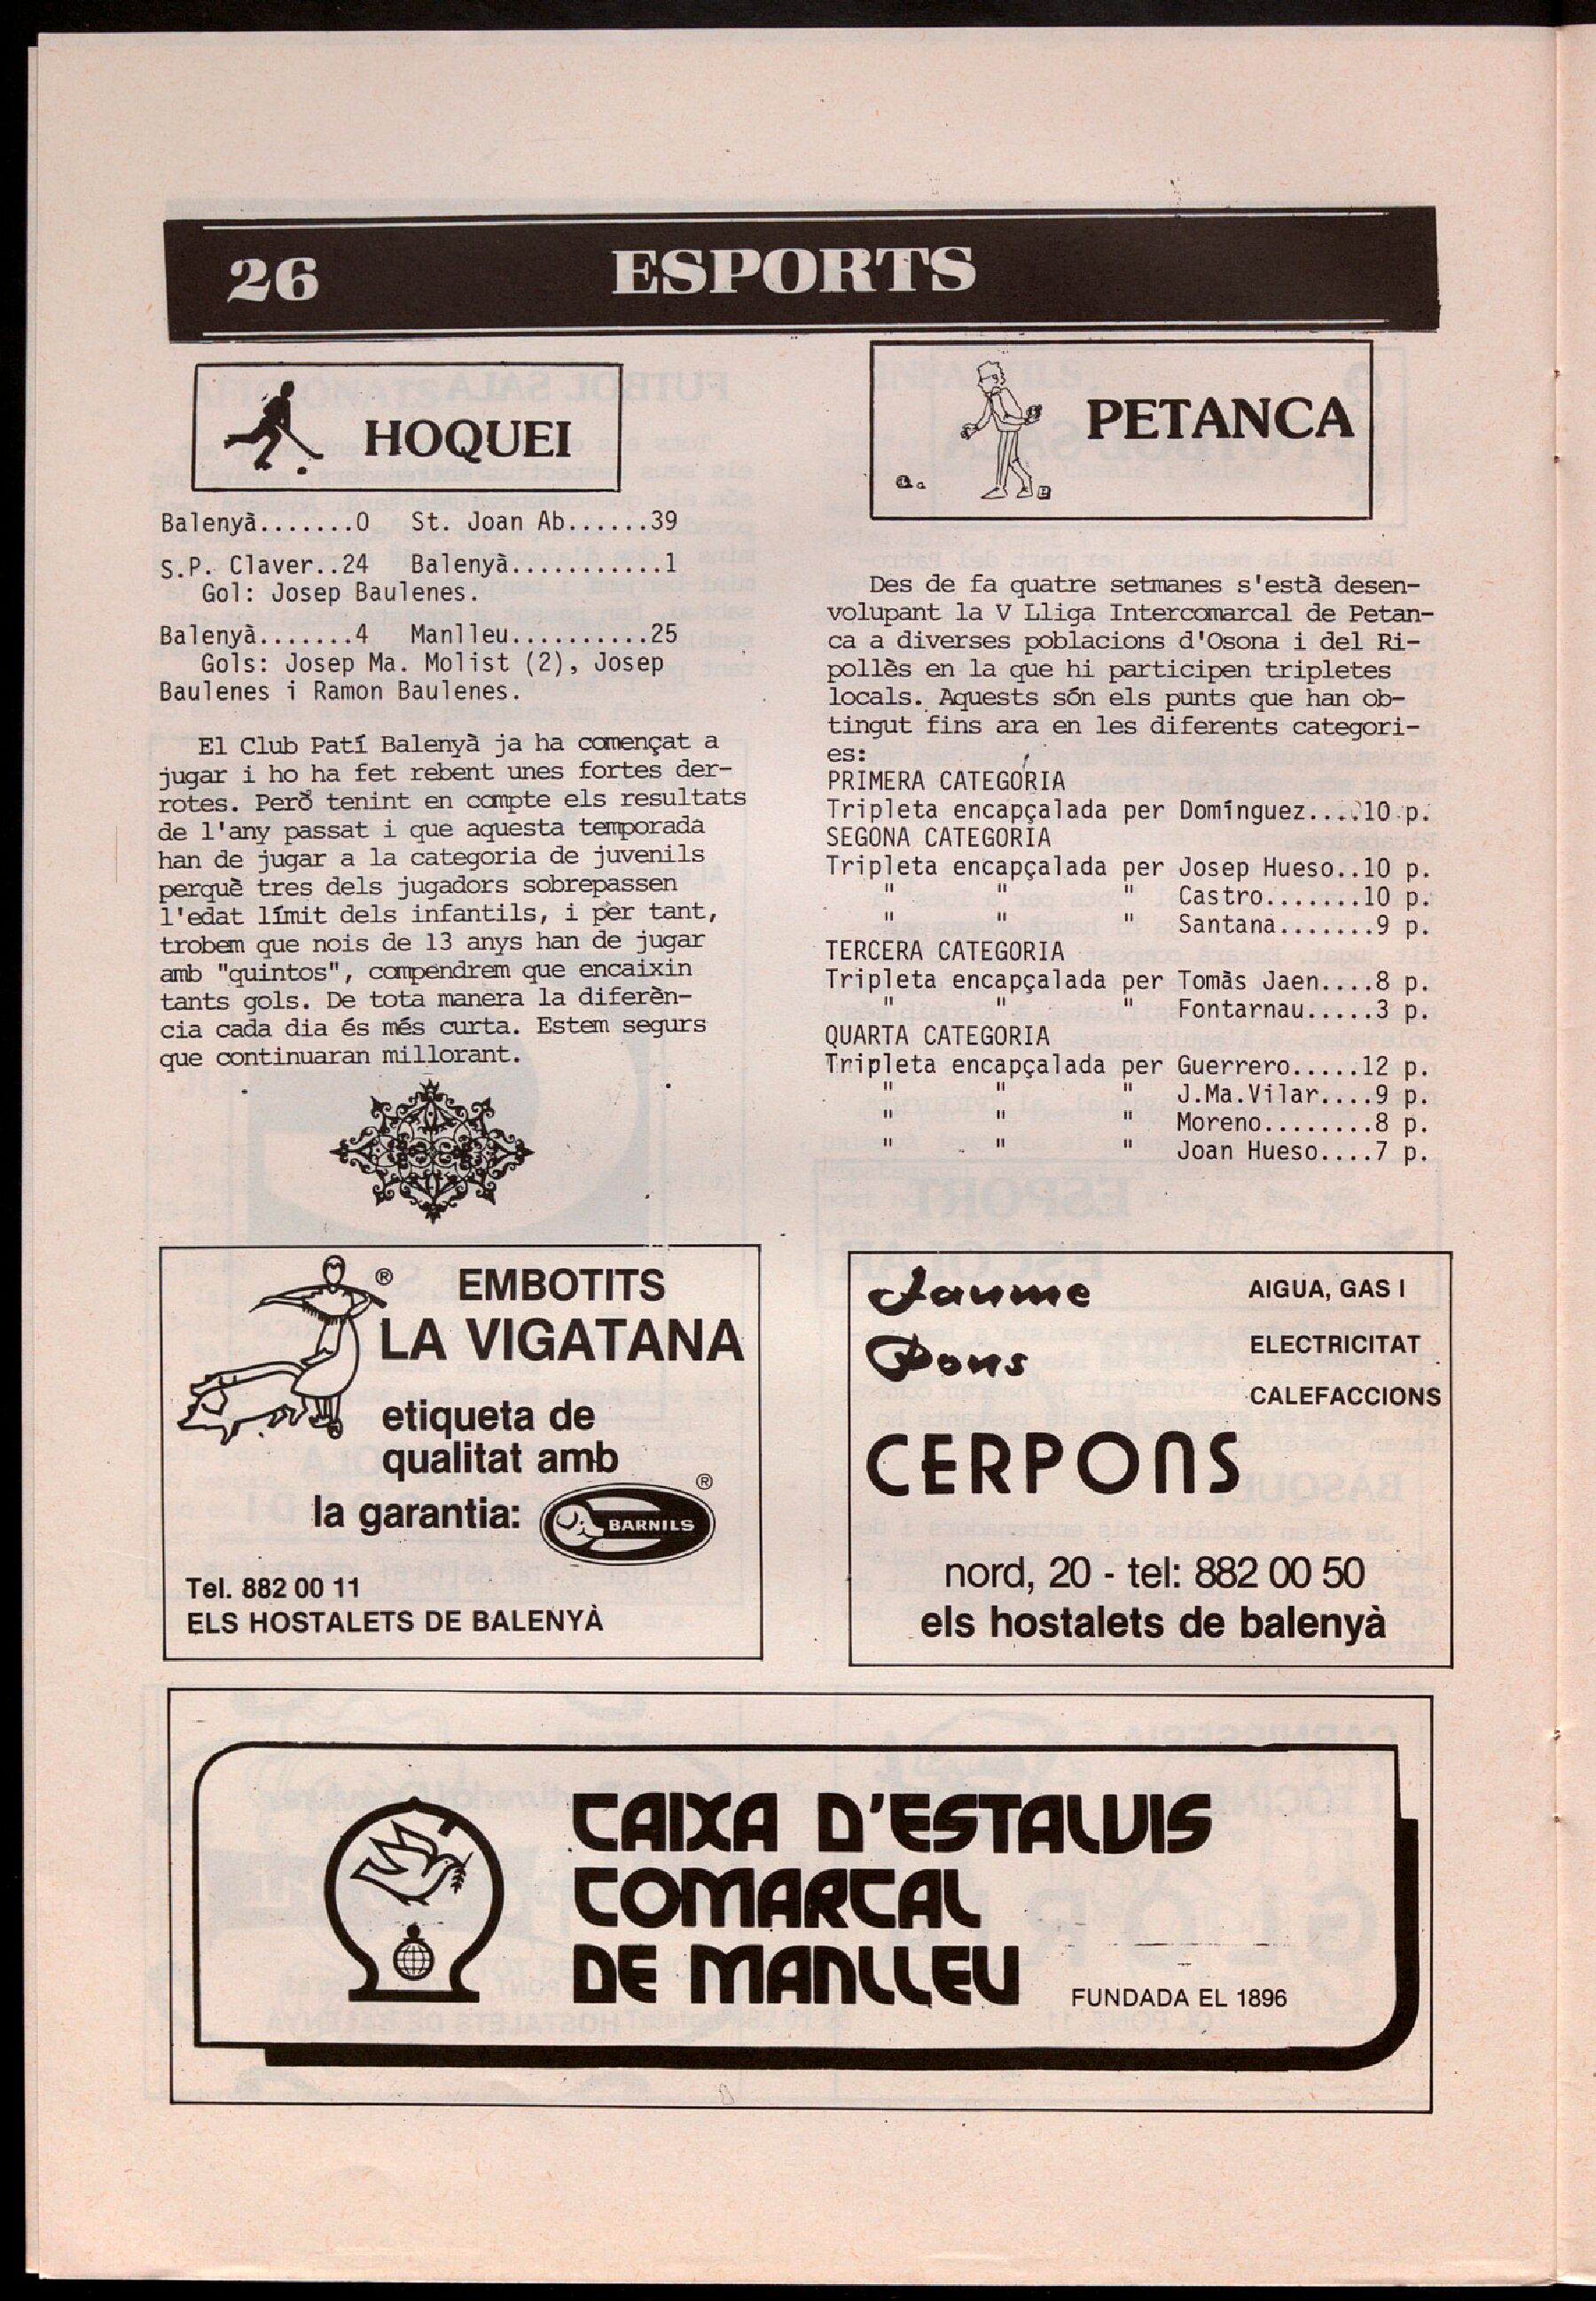 26 ESPORTS
HOQUEI
Balenyà.......0 St. Joan Ab......39
S.P. Claver..24 Balenyà...........1
Gol: Josep Baulenes.
Balenyà.......4 Manlleu..........25
Gols: Josep Ma. Molist (2), Josep
Baulenes i Ramon Baulenes.
El Club Patí Balenyà ja ha començat a
jugar i ho ha fet rebent unes fortes der-
rotes. Però tenint en compte els resultats
de l'any passat i que aquesta temporada
han de jugar a la categoria de juvenils
perquè tres dels jugadors sobrepassen
l'edat límit dels infantils, i per tant,
trobem que nois de 13 anys han de jugar
amb "quintos", compendrem que encaixin
tants gols. De tota manera la diferèn-
cia cada dia és més curta. Estem segurs
que continuaran millorant.
PETANCA
Des de fa quatre setmanes s'està desen-
volupant la V Lliga Intercomarcal de Petan-
ca a diverses poblacions d'Osona i del Ri-
pollès en la que hi participen tripletes
locals. Aquests són els punts que han ob-
tingut fins ara en les diferents categori-
es:
PRIMERA CATEGORIA
Tripleta encapçalada per Domínguez....10 p.
SEGONA CATEGORIA
Tripleta encapçalada per Josep Hueso..10 p.
" " " Castro.......10 p.
" " " Santana.......9 p.
TERCERA CATEGORIA
Tripleta encapçalada per Tomàs Jaen....8 p.
" " " Fontarnau.....3 p.
QUARTA CATEGORIA
Tripleta encapçalada per Guerrero.....12 p.
" " " J.Ma.Vilar....9 p.
" " " Moreno........8 p.
" " " Joan Hueso....7 p.
® EMBOTITS
LA VIGATANA
etiqueta de
qualitat amb
la garantia: BARNILS ®
Tel. 882 00 11
ELS HOSTALETS DE BALENYÀ
Jaume AIGUA, GAS I
Pons ELECTRICITAT
CALEFACCIONS
CERPONS
nord, 20 - tel: 882 00 50
els hostalets de balenyà
CAIXA D'ESTALVIS
COMARCAL
DE MANLLEU FUNDADA EL 1896